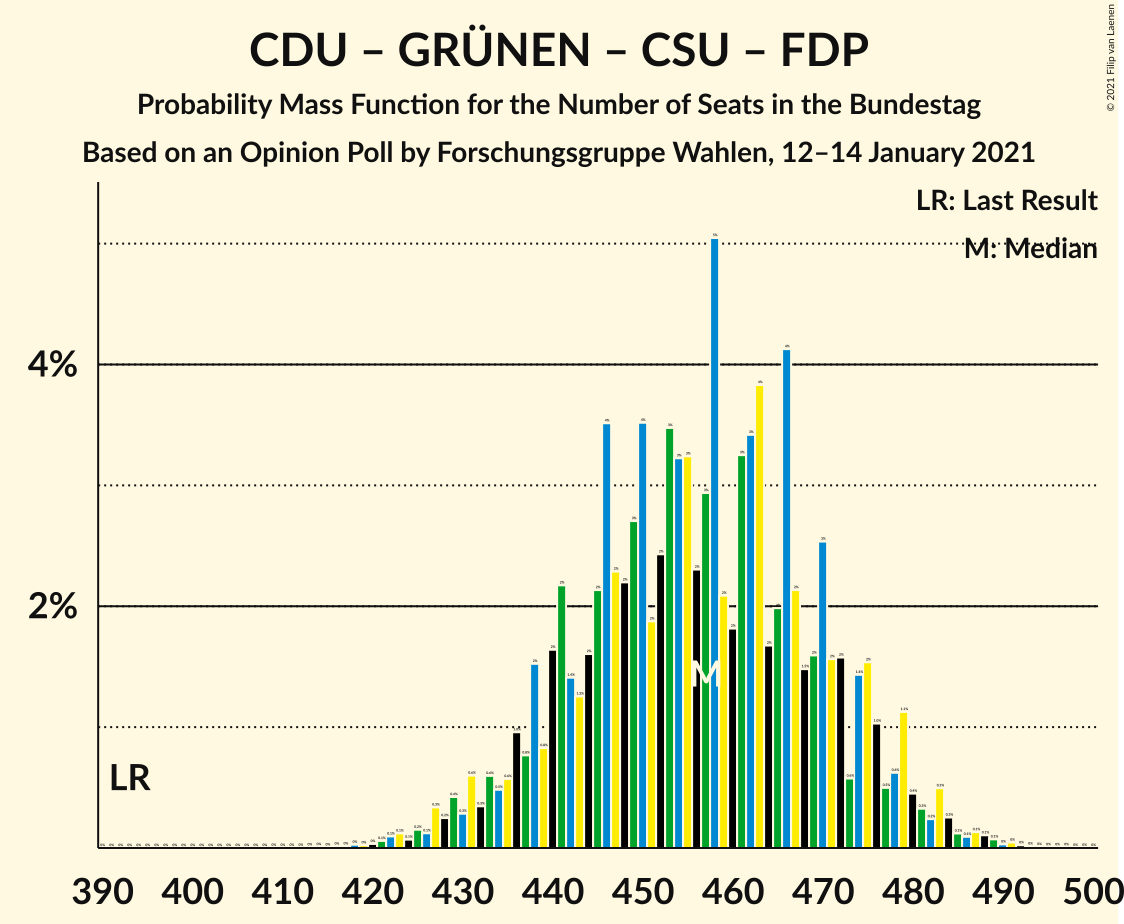 CDU – GRÜNEN – CSU – FDP
Probability Mass Function for the Number of Seats in the Bundestag
Based on an Opinion Poll by Forschungsgruppe Wahlen, 12–14 January 2021
© 2021 Filip van Laenen
LR: Last Result
M: Median
4%
2%
LR
M
390 400 410 420 430 440 450 460 470 480 490 500